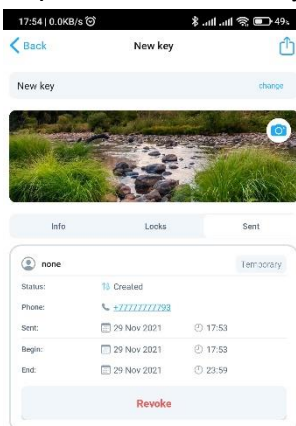 17:54 | 0.0KB/s 49%
Back New key
New key change
Info Locks Sent
none Temporary
Status: Created
Phone: +77777777793
Sent: 29 Nov 2021 17:53
Begin: 29 Nov 2021 17:53
End: 29 Nov 2021 23:59
Revoke